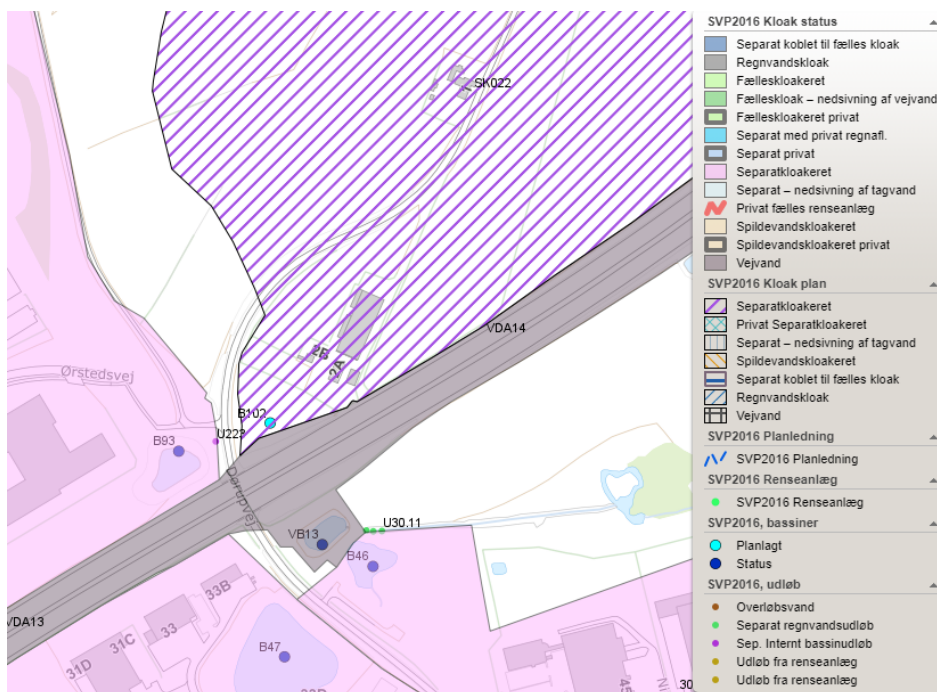 SK022
VDA14
2B
2A
Ørstedsvej
B102
U223
B93
Dørupvej
VB13
U30.11
B46
33B
33
31C
31D
VDA13
B47
45
30
SVP2016 Kloak status
Separat koblet til fælles kloak
Regnvandskloak
Fælleskloakeret
Fælleskloak – nedsivning af vejvand
Fælleskloakeret privat
Separat med privat regnafl.
Separat privat
Separatkloakeret
Separat – nedsivning af tagvand
Privat fælles renseanlæg
Spildevandskloakeret
Spildevandskloakeret privat
Vejvand
SVP2016 Kloak plan
Separatkloakeret
Privat Separatkloakeret
Separat – nedsivning af tagvand
Spildevandskloakeret
Separat koblet til fælles kloak
Regnvandskloak
Vejvand
SVP2016 Planledning
SVP2016 Planledning
SVP2016 Renseanlæg
SVP2016 Renseanlæg
SVP2016, bassiner
Planlagt
Status
SVP2016, udløb
Overløbsvand
Separat regnvandsudløb
Sep. Internt bassinudløb
Udløb fra renseanlæg
Udløb fra renseanlæg